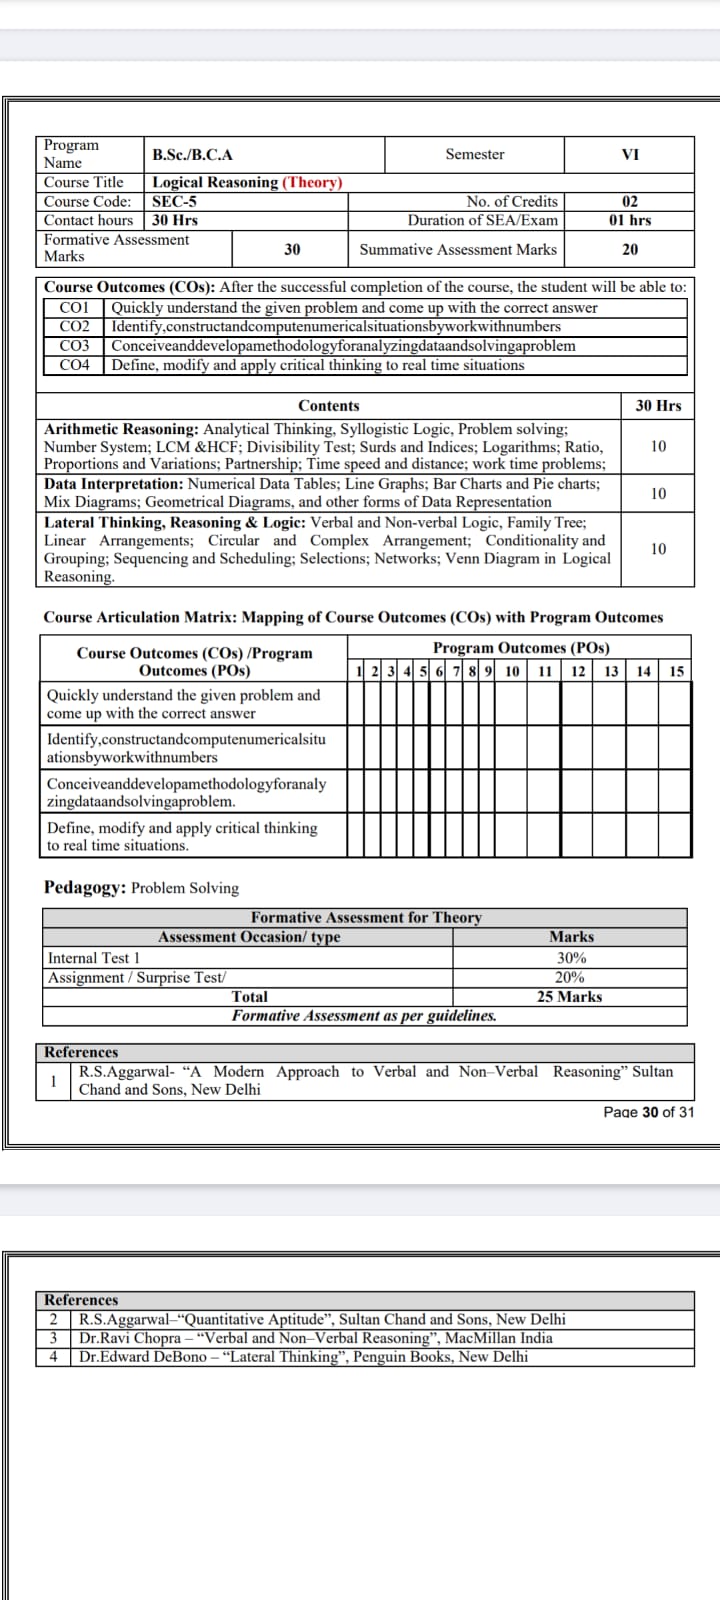 Program Name B.Sc./B.C.A Semester VI
Course Title Logical Reasoning (Theory)
Course Code: SEC-5 No. of Credits 02
Contact hours 30 Hrs Duration of SEA/Exam 01 hrs
Formative Assessment Marks 30 Summative Assessment Marks 20
Course Outcomes (COs): After the successful completion of the course, the student will be able to:
CO1 Quickly understand the given problem and come up with the correct answer
CO2 Identify,constructandcomputenumericalsituationsbyworkwithnumbers
CO3 Conceiveanddevelopamethodologyforanalyzingdataandsolvingaproblem
CO4 Define, modify and apply critical thinking to real time situations
Contents 30 Hrs
Arithmetic Reasoning: Analytical Thinking, Syllogistic Logic, Problem solving;
Number System; LCM &HCF; Divisibility Test; Surds and Indices; Logarithms; Ratio, 10
Proportions and Variations; Partnership; Time speed and distance; work time problems;
Data Interpretation: Numerical Data Tables; Line Graphs; Bar Charts and Pie charts; 10
Mix Diagrams; Geometrical Diagrams, and other forms of Data Representation
Lateral Thinking, Reasoning & Logic: Verbal and Non-verbal Logic, Family Tree;
Linear Arrangements; Circular and Complex Arrangement; Conditionality and 10
Grouping; Sequencing and Scheduling; Selections; Networks; Venn Diagram in Logical
Reasoning.
Course Articulation Matrix: Mapping of Course Outcomes (COs) with Program Outcomes
Course Outcomes (COs) /Program Outcomes (POs) Program Outcomes (POs)
1 2 3 4 5 6 7 8 9 10 11 12 13 14 15
Quickly understand the given problem and
come up with the correct answer
Identify,constructandcomputenumericalsitu
ationsbyworkwithnumbers
Conceiveanddevelopamethodologyforanaly
zingdataandsolvingaproblem.
Define, modify and apply critical thinking
to real time situations.
Pedagogy: Problem Solving
Formative Assessment for Theory
Assessment Occasion/ type Marks
Internal Test 1 30%
Assignment / Surprise Test/ 20%
Total 25 Marks
Formative Assessment as per guidelines.
References
1 R.S.Aggarwal- “A Modern Approach to Verbal and Non–Verbal Reasoning” Sultan
Chand and Sons, New Delhi
Page 30 of 31
References
2 R.S.Aggarwal–“Quantitative Aptitude”, Sultan Chand and Sons, New Delhi
3 Dr.Ravi Chopra – “Verbal and Non–Verbal Reasoning”, MacMillan India
4 Dr.Edward DeBono – “Lateral Thinking”, Penguin Books, New Delhi